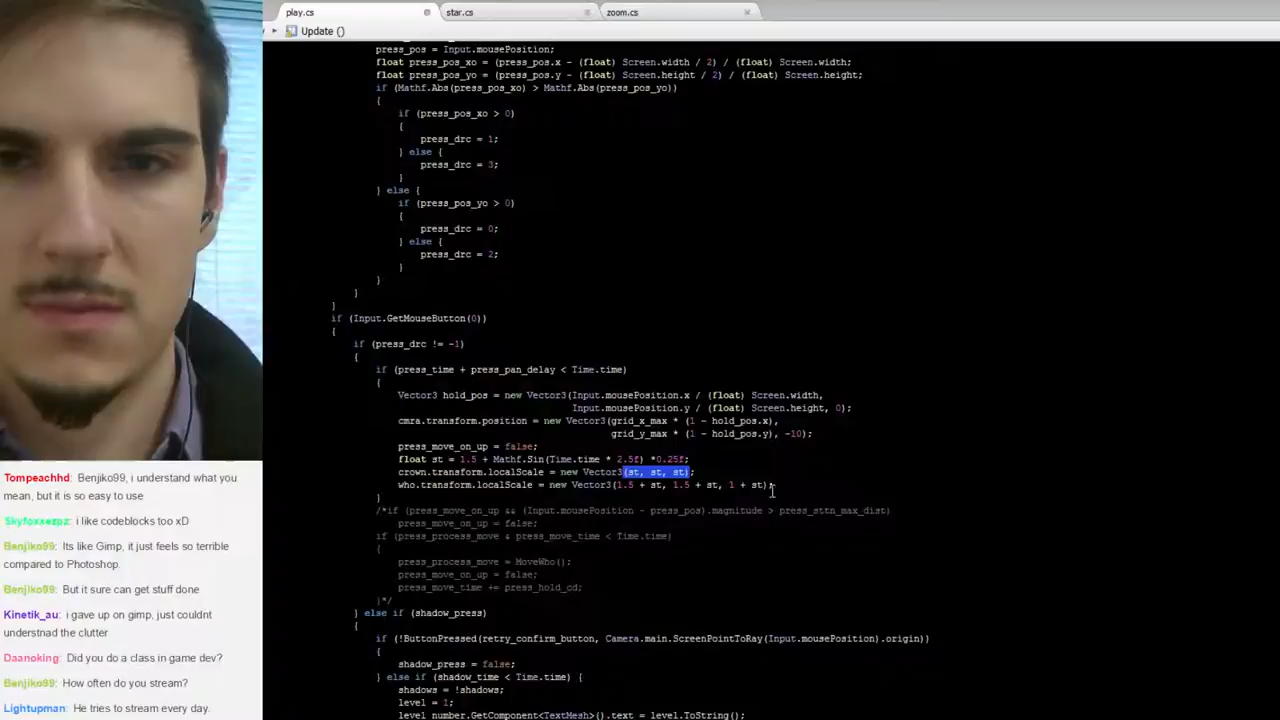 play.cs
star.cs
zoom.cs
Update ()
press_pos = Input.mousePosition;
float press_pos_xo = (press_pos.x - (float) Screen.width / 2) / (float) Screen.width;
float press_pos_yo = (press_pos.y - (float) Screen.height / 2) / (float) Screen.height;
if (Mathf.Abs(press_pos_xo) > Mathf.Abs(press_pos_yo))
{
if (press_pos_xo > 0)
{
press_drc = 1;
} else {
press_drc = 3;
}
} else {
if (press_pos_yo > 0)
{
press_drc = 0;
} else {
press_drc = 2;
}
}
}
}
if (Input.GetMouseButton(0))
{
if (press_drc != -1)
{
if (press_time + press_pan_delay < Time.time)
{
Vector3 hold_pos = new Vector3(Input.mousePosition.x / (float) Screen.width,
Input.mousePosition.y / (float) Screen.height, 0);
cmra.transform.position = new Vector3(grid_x_max * (1 - hold_pos.x),
grid_y_max * (1 - hold_pos.y), -10);
press_move_on_up = false;
float st = 1.5 + Mathf.Sin(Time.time * 2.5f) *0.25f;
crown.transform.localScale = new Vector3(st, st, st);
who.transform.localScale = new Vector3(1.5 + st, 1.5 + st, 1 + st);
}
/*if (press_move_on_up && (Input.mousePosition - press_pos).magnitude > press_sttn_max_dist)
press_move_on_up = false;
if (press_process_move & press_move_time < Time.time)
{
press_process_move = MoveWho();
press_move_on_up = false;
press_move_time += press_hold_cd;
}*/
} else if (shadow_press)
{
if (!ButtonPressed(retry_confirm_button, Camera.main.ScreenPointToRay(Input.mousePosition).origin))
{
shadow_press = false;
} else if (shadow_time < Time.time) {
shadows = !shadows;
level = 1;
level_number.GetComponent<TextMesh>().text = level.ToString();
Tompeachhd: Benjiko99, i understand what you
mean, but it is so easy to use
Skyfoxxezpz: i like codeblocks too xD
Benjiko99: Its like Gimp, it just feels so terrible
compared to Photoshop.
Benjiko99: But it sure can get stuff done
Kinetik_au: i gave up on gimp, just couldnt
understnad the clutter
Daanoking: Did you do a class in game dev?
Benjiko99: How often do you stream?
Lightupman: He tries to stream every day.